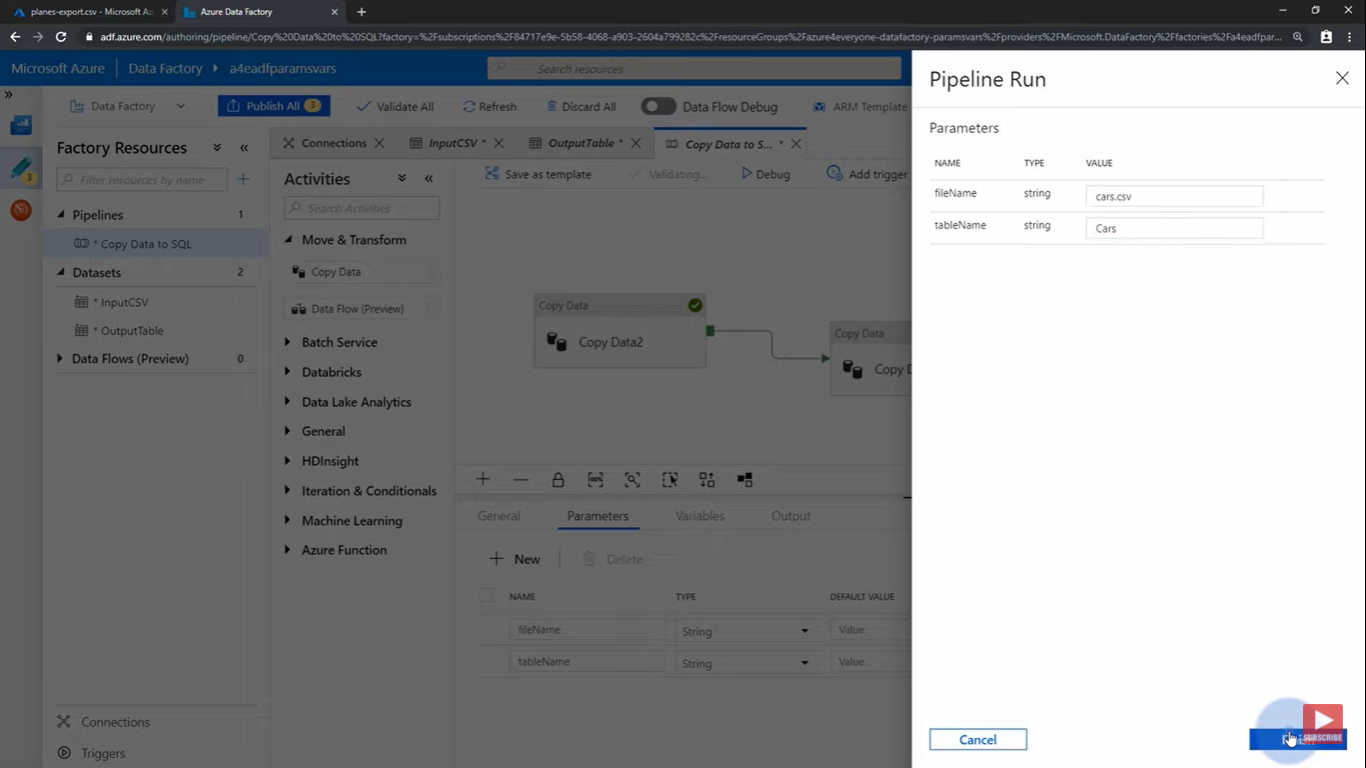 planes-export.csv - Microsoft Az
Azure Data Factory
adf.azure.com/authoring/pipeline/Copy%20Data%20to%20SQL?factory=%2Fsubscriptions%2F84717e9e-5b58-4068-a903-2604a799282c%2FresourceGroups%2Fazure4everyone-datafactory-paramsvars%2Fproviders%2FMicrosoft.DataFactory%2Ffactories%2Fa4eadfpar...
Microsoft Azure
Data Factory
a4eadfparamsvars
Search resources
Data Factory
Publish All 3
Validate All
Refresh
Discard All
Data Flow Debug
ARM Template
3
Factory Resources
Filter resources by name
Pipelines 1
* Copy Data to SQL
Datasets 2
* InputCSV
* OutputTable
Data Flows (Preview) 0
Connections
Triggers
Connections
InputCSV *
OutputTable *
Copy Data to S... *
Activities
Search Activities
Move & Transform
Copy Data
Data Flow (Preview)
Batch Service
Databricks
Data Lake Analytics
General
HDInsight
Iteration & Conditionals
Machine Learning
Azure Function
Save as template
Validating...
Debug
Add trigger
Copy Data
Copy Data2
Copy Data
Copy D
100%
General
Parameters
Variables
Output
New
Delete
NAME TYPE DEFAULT VALUE
fileName String Value
tableName String Value
Pipeline Run
Parameters
NAME TYPE VALUE
fileName string cars.csv
tableName string Cars
Cancel
SUBSCRIBE